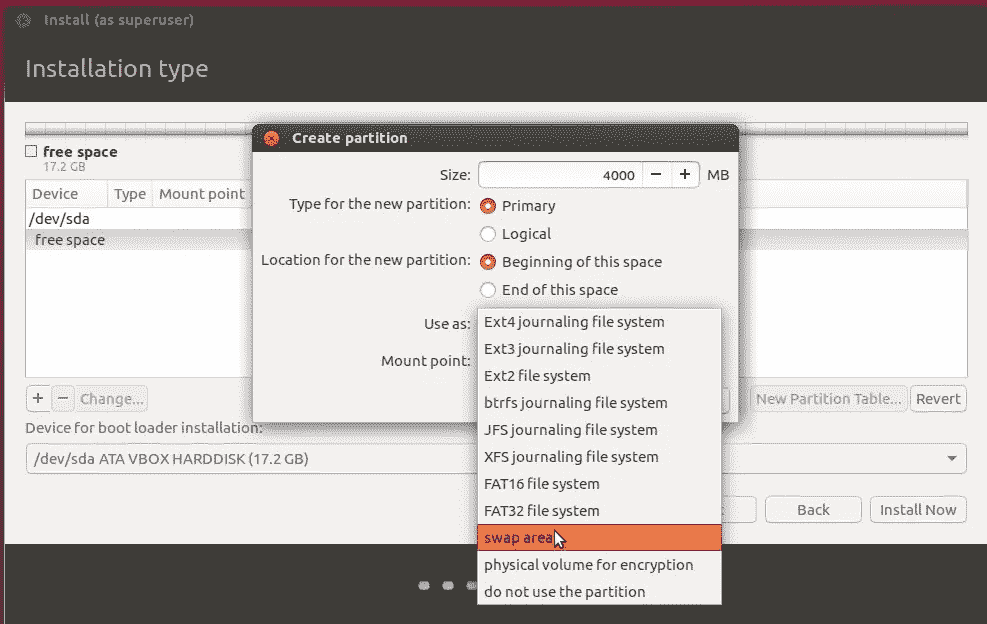 Install (as superuser)
Installation type
Create partition
Size: 4000 − + MB
free space
17.2 GB
Device Type Mount point
/dev/sda
free space
Type for the new partition: Primary
Logical
Location for the new partition: Beginning of this space
End of this space
Use as:
Mount point:
Ext4 journaling file system
Ext3 journaling file system
Ext2 file system
btrfs journaling file system
JFS journaling file system
XFS journaling file system
FAT16 file system
FAT32 file system
swap area
physical volume for encryption
do not use the partition
+ − Change... New Partition Table... Revert
Device for boot loader installation:
/dev/sda ATA VBOX HARDDISK (17.2 GB)
Back Install Now